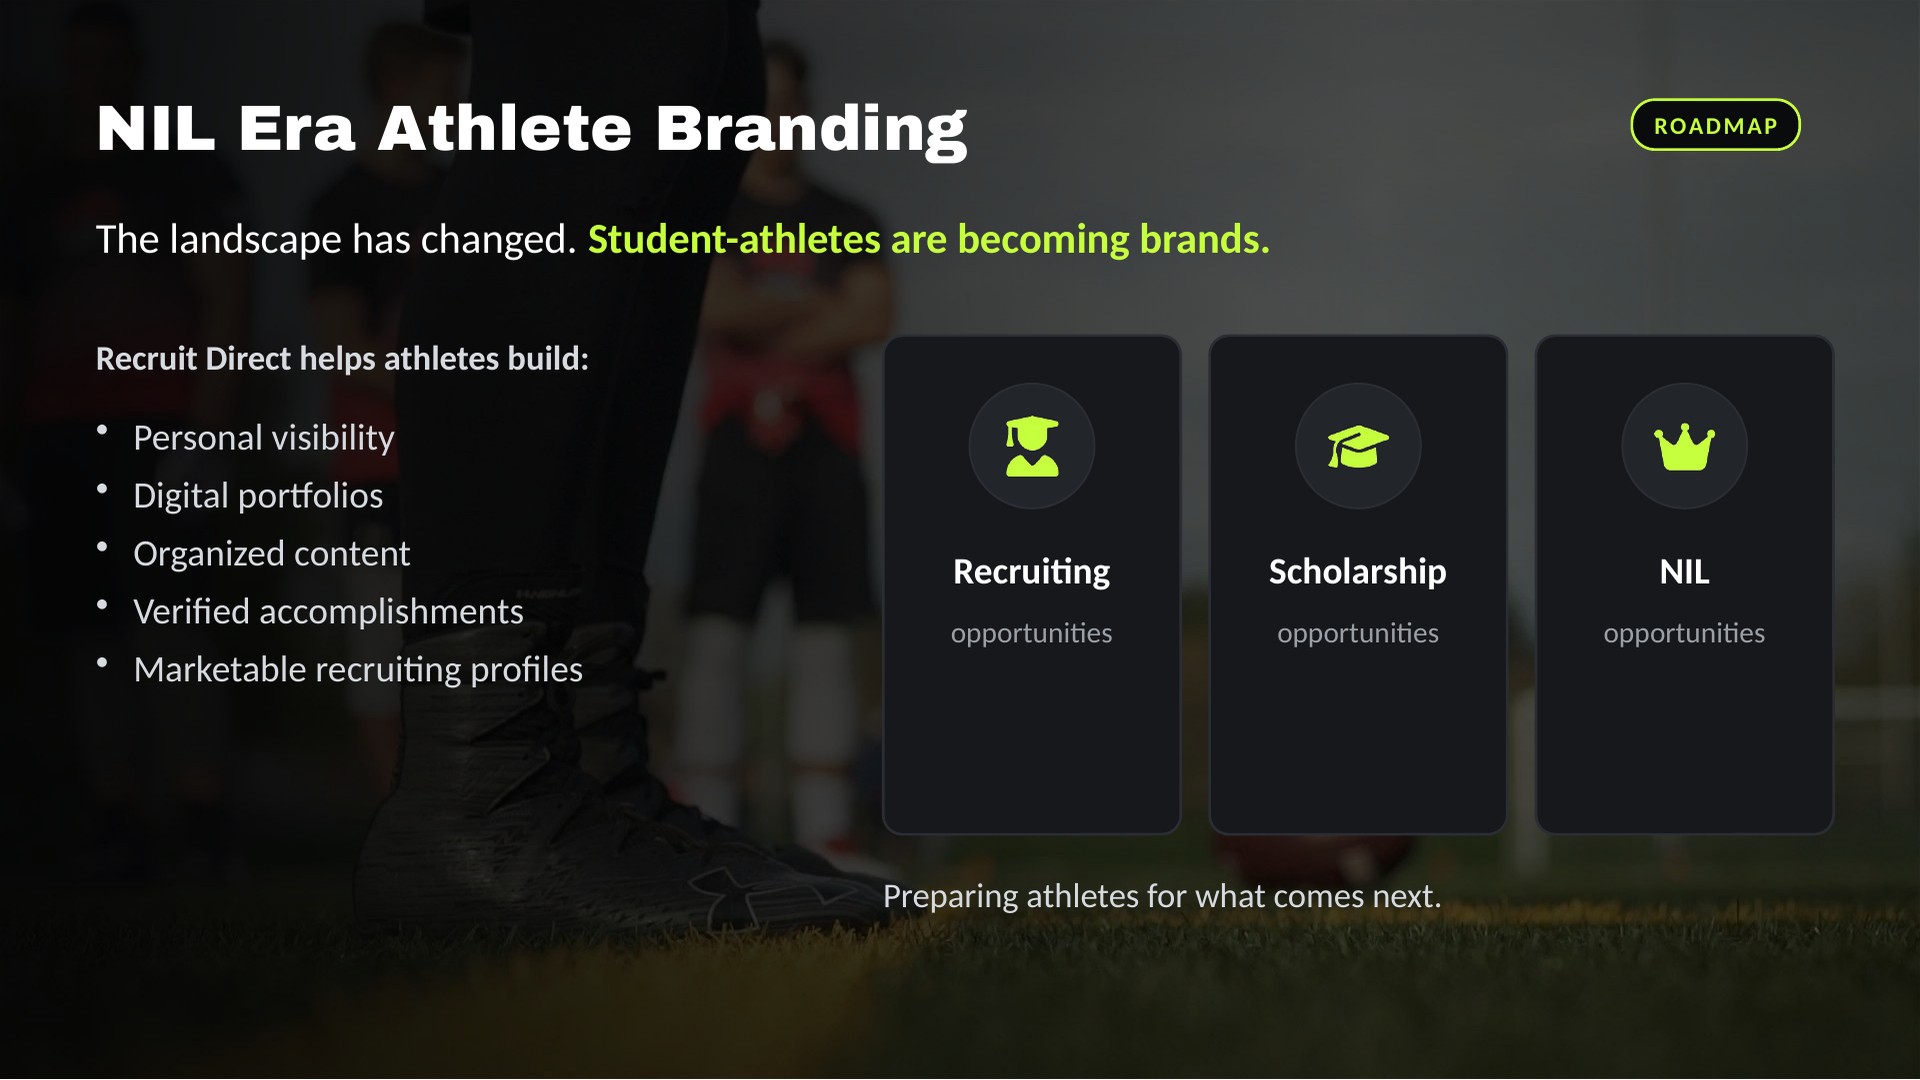 NIL Era Athlete Branding
ROADMAP
The landscape has changed. Student-athletes are becoming brands.
Recruit Direct helps athletes build:
• Personal visibility
• Digital portfolios
• Organized content
• Verified accomplishments
• Marketable recruiting profiles
Recruiting
opportunities
Scholarship
opportunities
NIL
opportunities
Preparing athletes for what comes next.